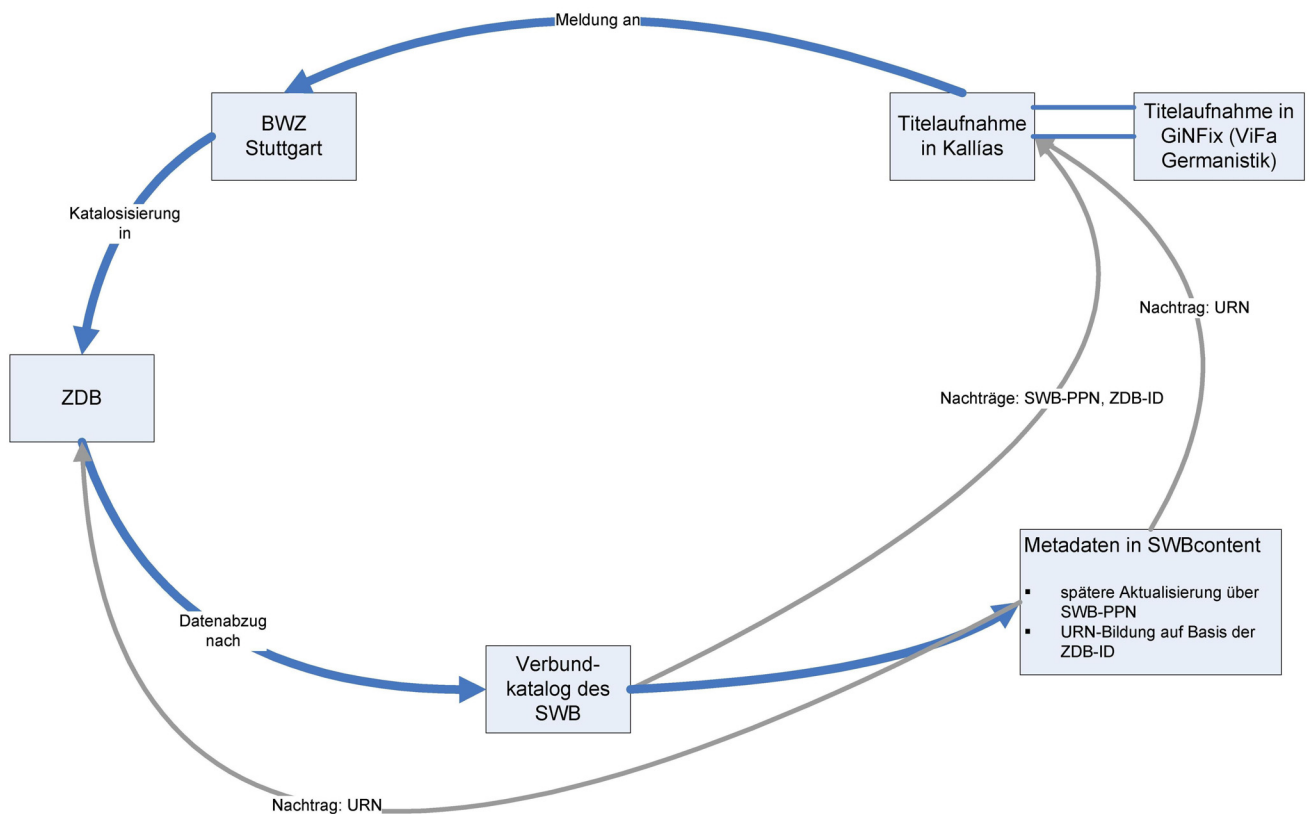 Meldung an
BWZ
Stuttgart
Titelaufnahme
in Kallías
Titelaufnahme in
GiNFix (ViFa
Germanistik)
Katalosisierung
in
Nachtrag: URN
ZDB
Nachträge: SWB-PPN, ZDB-ID
Metadaten in SWBcontent
▪ spätere Aktualisierung über
SWB-PPN
▪ URN-Bildung auf Basis der
ZDB-ID
Datenabzug
nach
Verbund-
katalog des
SWB
Nachtrag: URN